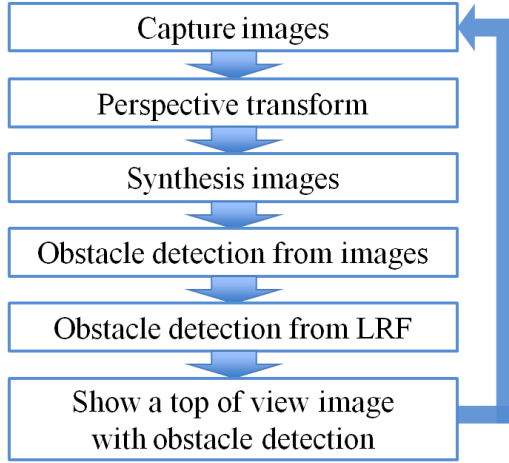 Capture images
Perspective transform
Synthesis images
Obstacle detection from images
Obstacle detection from LRF
Show a top of view image
with obstacle detection